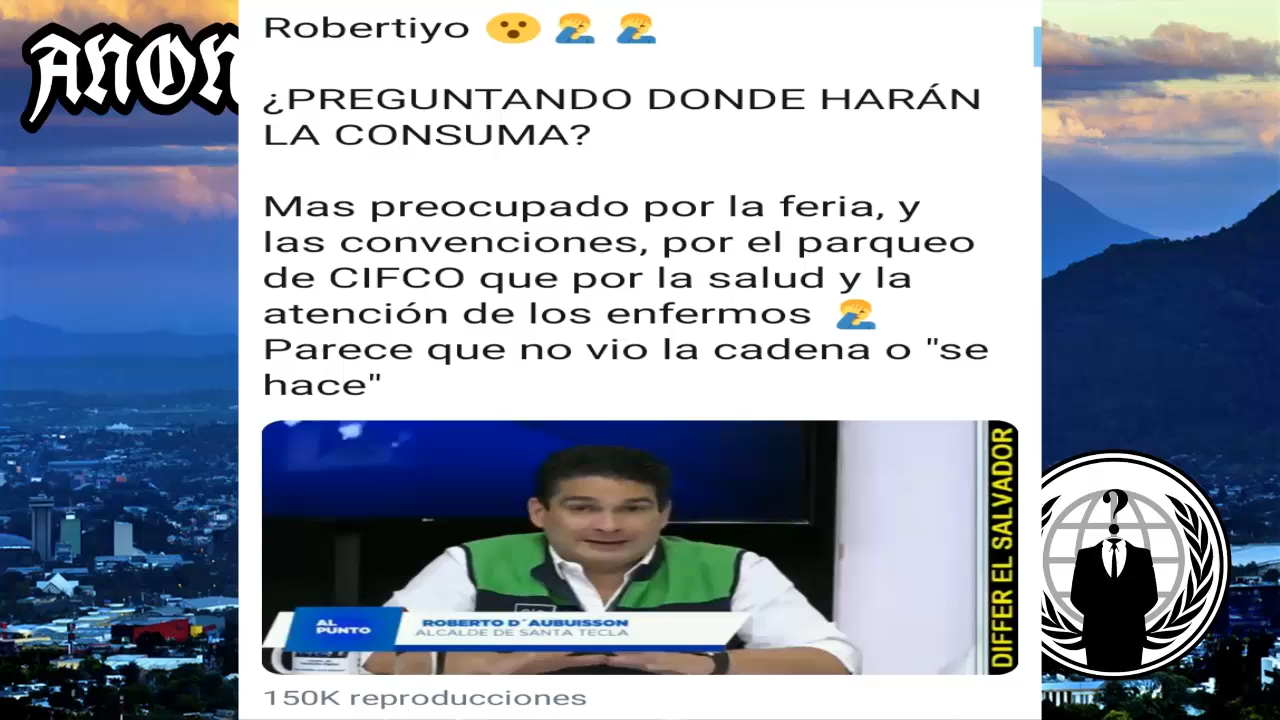 ANON
Robertiyo 😮 🤦‍♂️ 🤦‍♂️
¿PREGUNTANDO DONDE HARÁN
LA CONSUMA?
Mas preocupado por la feria, y
las convenciones, por el parqueo
de CIFCO que por la salud y la
atención de los enfermos 🤦‍♂️
Parece que no vio la cadena o "se
hace"
DIFFER EL SALVADOR
AL
PUNTO
ROBERTO D´AUBUISSON
ALCALDE DE SANTA TECLA
150K reproducciones
?